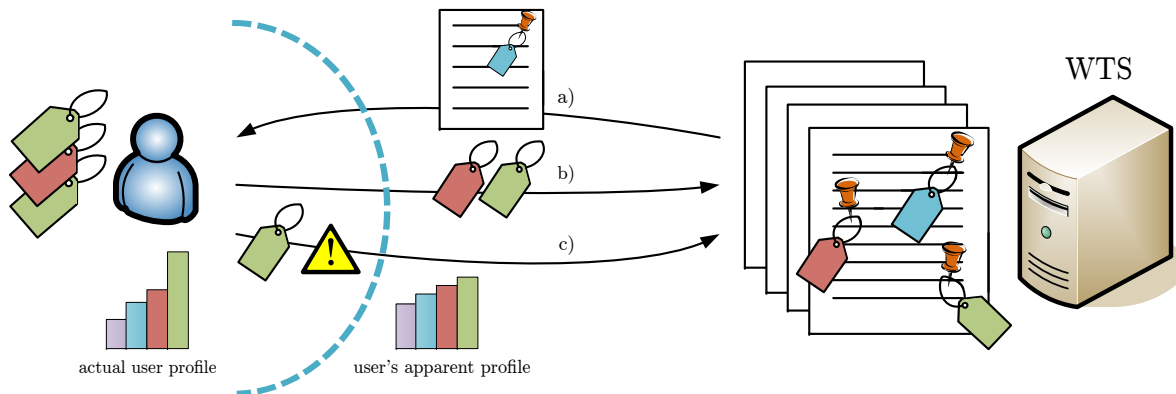 WTS
a)
b)
c)
!
actual user profile
user's apparent profile